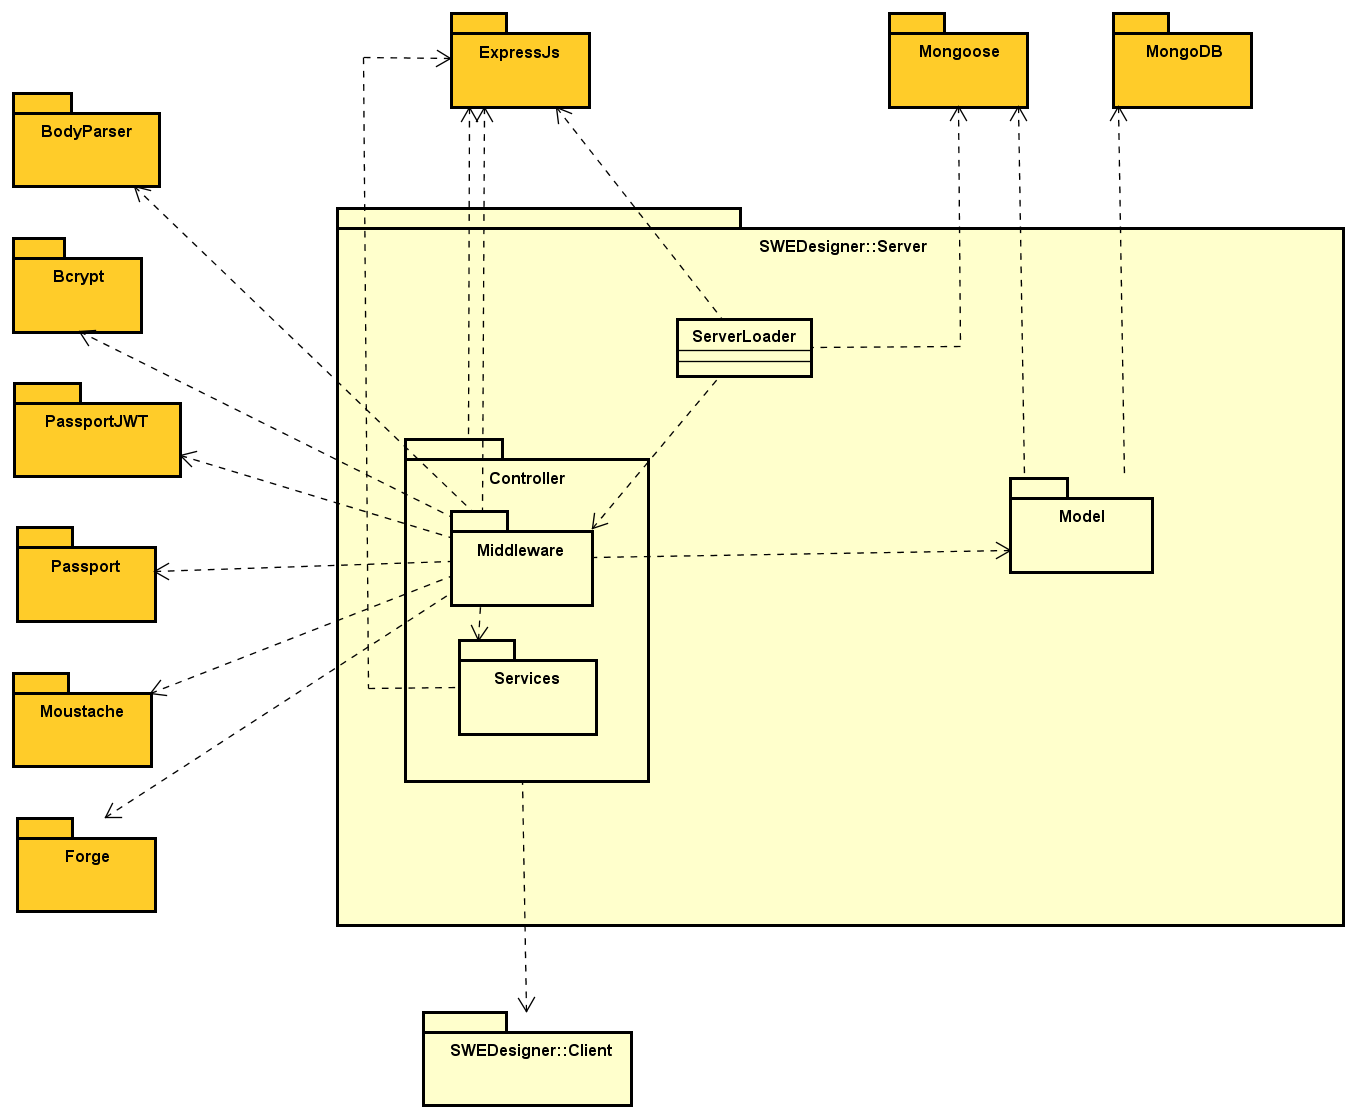 ExpressJs
Mongoose
MongoDB
BodyParser
SWEDesigner::Server
Bcrypt
ServerLoader
PassportJWT
Controller
Model
Middleware
Passport
Services
Moustache
Forge
SWEDesigner::Client